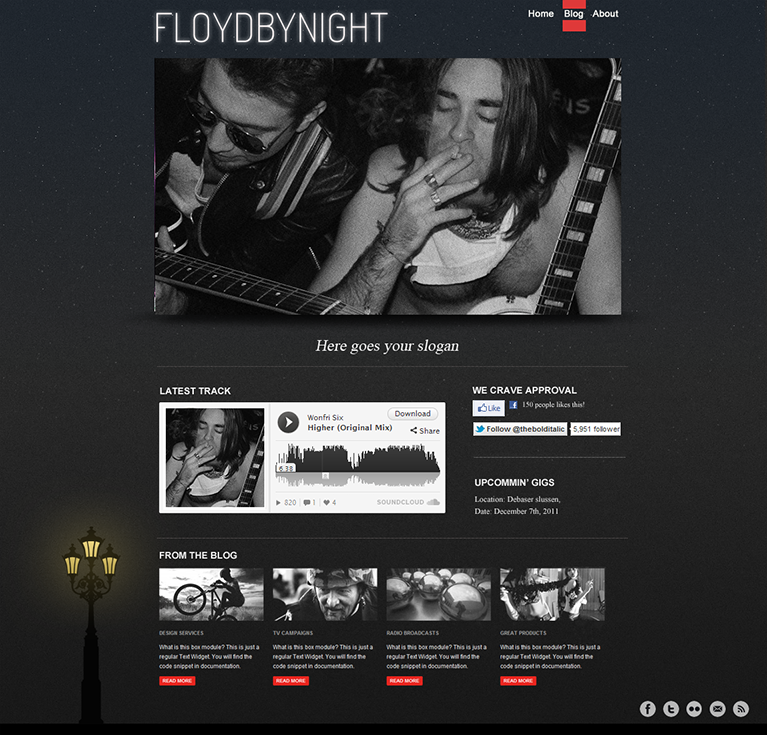 FLOYDBYNIGHT
Home Blog About
Here goes your slogan
LATEST TRACK
Wonfri Six
Higher (Original Mix)
Download
Share
6.38
820 1 4
SOUNDCLOUD
WE CRAVE APPROVAL
Like
150 people likes this!
Follow @thebolditalic 5,951 follower
UPCOMMIN' GIGS
Location: Debaser slussen,
Date: December 7th, 2011
FROM THE BLOG
DESIGN SERVICES
What is this box module? This is just a
regular Text Widget. You will find the
code snippet in documentation.
READ MORE
TV CAMPAIGNS
What is this box module? This is just a
regular Text Widget. You will find the
code snippet in documentation.
READ MORE
RADIO BROADCASTS
What is this box module? This is just a
regular Text Widget. You will find the
code snippet in documentation.
READ MORE
GREAT PRODUCTS
What is this box module? This is just a
regular Text Widget. You will find the
code snippet in documentation.
READ MORE